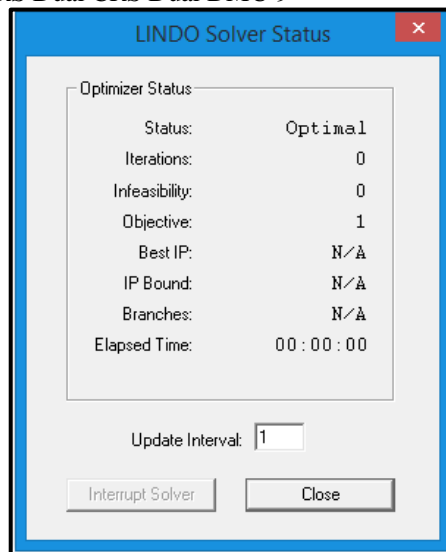 LINDO Solver Status
Optimizer Status
Status: Optimal
Iterations: 0
Infeasibility: 0
Objective: 1
Best IP: N/A
IP Bound: N/A
Branches: N/A
Elapsed Time: 00:00:00
Update Interval: 1
Interrupt Solver Close